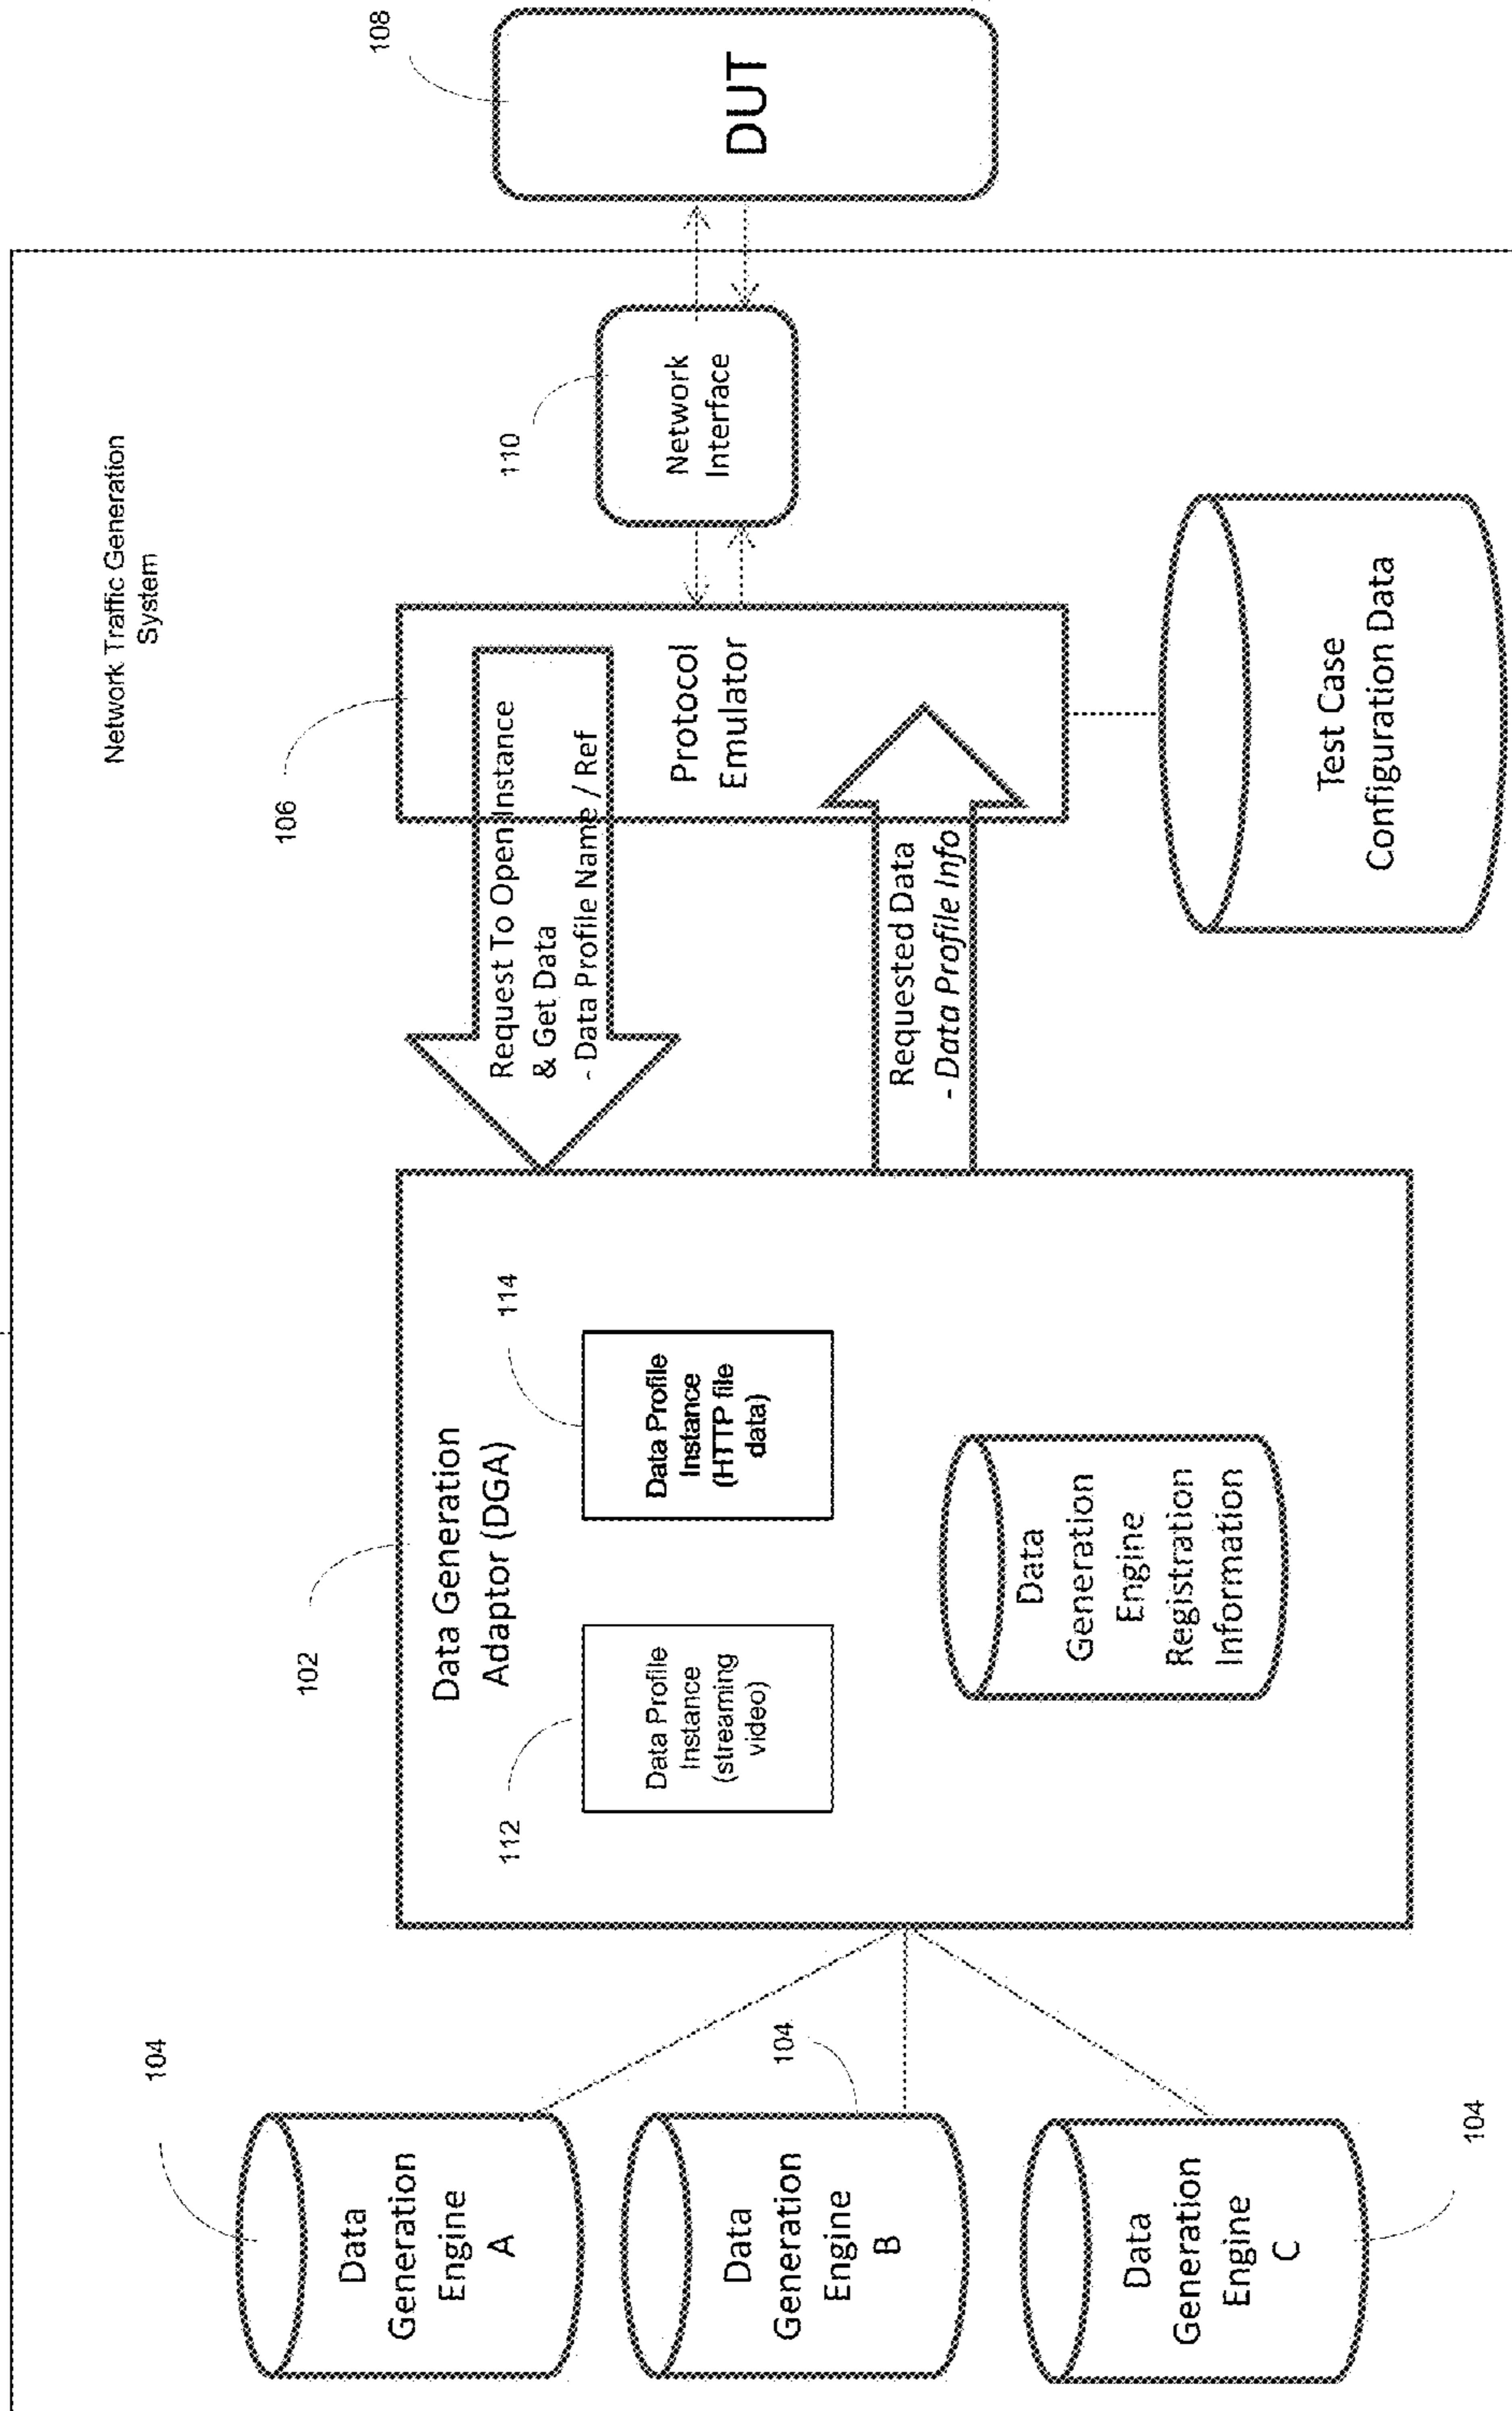 Network Traffic Generation
System
104
Data
Generation
Engine
A
104
Data
Generation
Engine
B
104
Data
Generation
Engine
C
102
Data Generation
Adaptor (DGA)
112
Data Profile
Instance
(streaming
video)
114
Data Profile
Instance
(HTTP file
data)
Data
Generation
Engine
Registration
Information
Request To Open Instance
& Get Data
- Data Profile Name / Ref
Requested Data
- Data Profile Info
106
Protocol
Emulator
Test Case
Configuration Data
110
Network
Interface
108
DUT